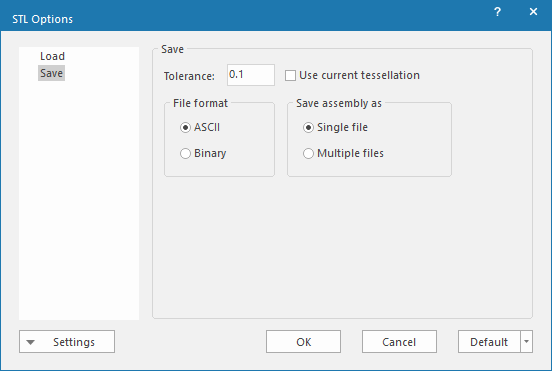 STL Options
?
Load
Save
Save
Tolerance: 0.1 Use current tessellation
File format
ASCII
Binary
Save assembly as
Single file
Multiple files
Settings
OK
Cancel
Default